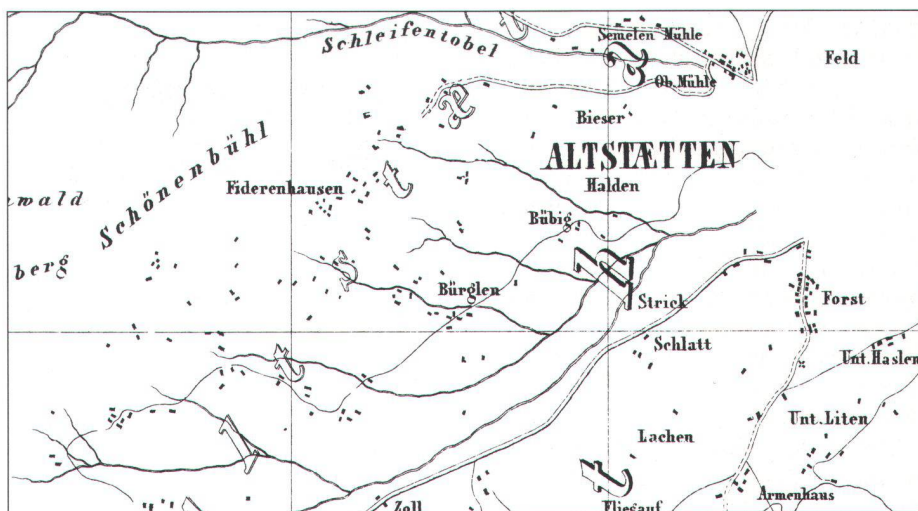 Schleifentobel
Semelen Mühle
Feld
Ob. Mühle
Bieser
ALTSTÆTTEN
Schönenbühl
Fiderenhausen
Halden
wald
Bübig
berg
Bürglen
Strick
Forst
Schlatt
Unt. Haslen
Unt. Liten
Lachen
Armenhaus
Zoll